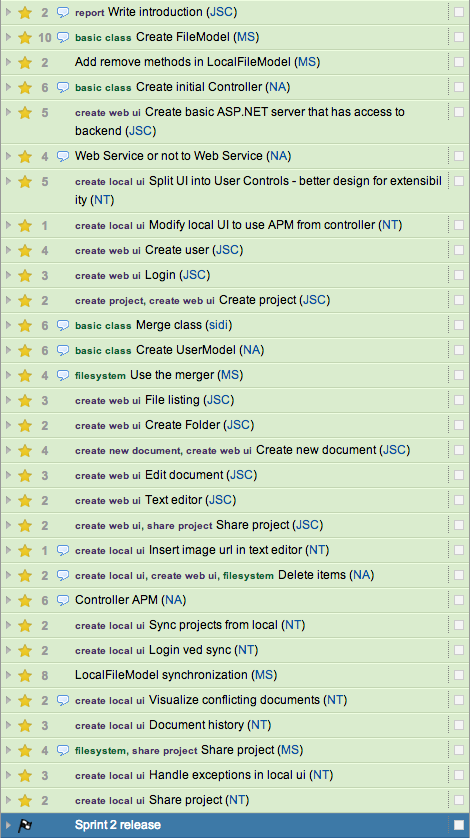 2 report Write introduction (JSC)
10 basic class Create FileModel (MS)
2 Add remove methods in LocalFileModel (MS)
6 basic class Create initial Controller (NA)
5 create web ui Create basic ASP.NET server that has access to
backend (JSC)
4 Web Service or not to Web Service (NA)
5 create local ui Split UI into User Controls - better design for extensibil
ity (NT)
1 create local ui Modify local UI to use APM from controller (NT)
4 create web ui Create user (JSC)
3 create web ui Login (JSC)
2 create project, create web ui Create project (JSC)
6 basic class Merge class (sidi)
6 basic class Create UserModel (NA)
4 filesystem Use the merger (MS)
3 create web ui File listing (JSC)
2 create web ui Create Folder (JSC)
4 create new document, create web ui Create new document (JSC)
3 create web ui Edit document (JSC)
2 create web ui Text editor (JSC)
2 create web ui, share project Share project (JSC)
1 create local ui Insert image url in text editor (NT)
2 create local ui, create web ui, filesystem Delete items (NA)
6 Controller APM (NA)
2 create local ui Sync projects from local (NT)
2 create local ui Login ved sync (NT)
8 LocalFileModel synchronization (MS)
2 create local ui Visualize conflicting documents (NT)
3 create local ui Document history (NT)
4 filesystem, share project Share project (MS)
3 create local ui Handle exceptions in local ui (NT)
2 create local ui Share project (NT)
Sprint 2 release